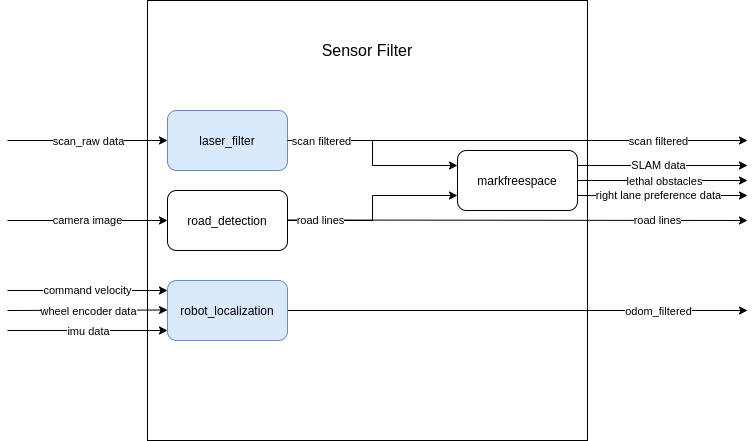 Sensor Filter
scan_raw data
laser_filter
scan filtered
scan filtered
markfreespace
SLAM data
lethal obstacles
right lane preference data
camera image
road_detection
road lines
road lines
command velocity
wheel encoder data
imu data
robot_localization
odom_filtered